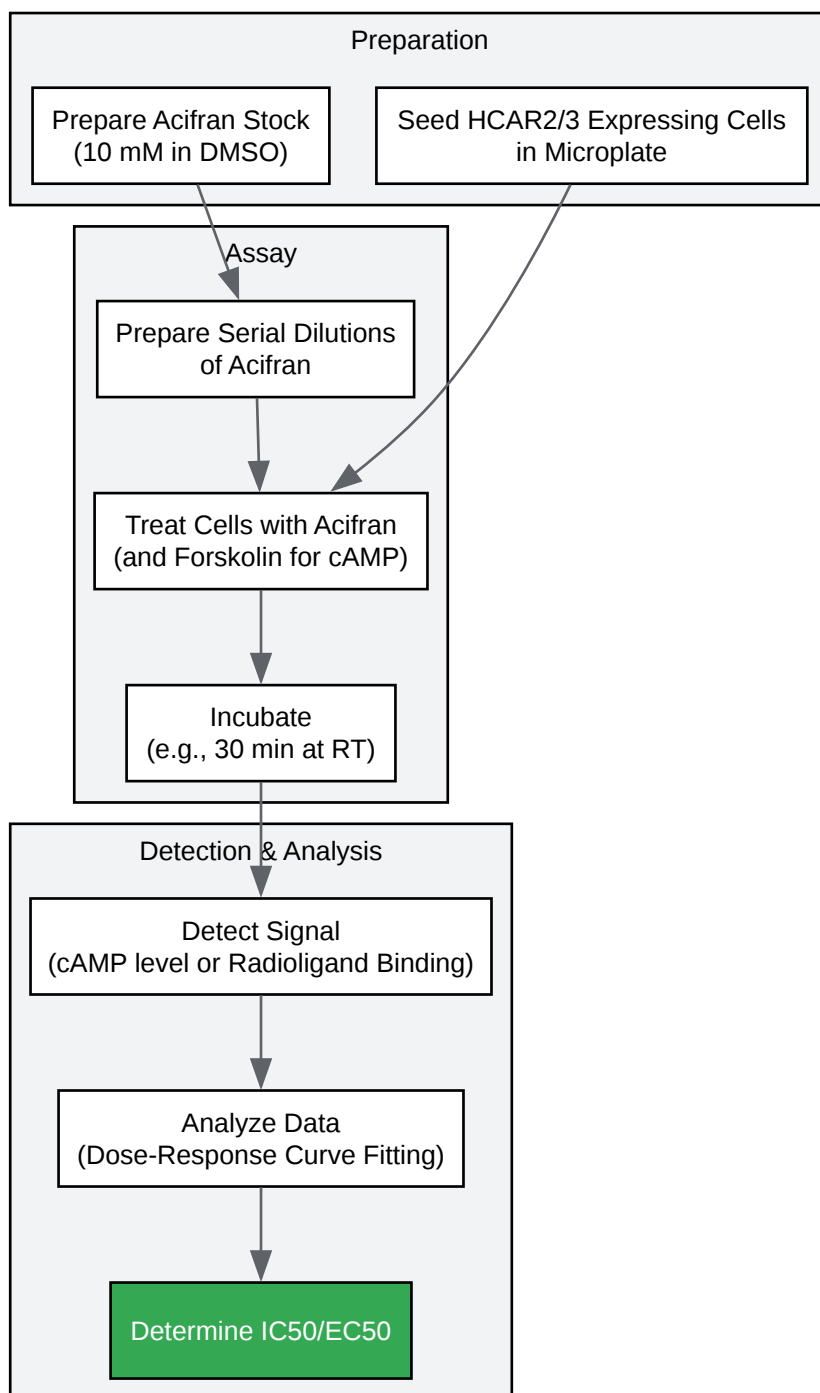 Preparation
Prepare Acifran Stock
(10 mM in DMSO)
Seed HCAR2/3 Expressing Cells
in Microplate
Assay
Prepare Serial Dilutions
of Acifran
Treat Cells with Acifran
(and Forskolin for cAMP)
Incubate
(e.g., 30 min at RT)
Detection & Analysis
Detect Signal
(cAMP level or Radioligand Binding)
Analyze Data
(Dose-Response Curve Fitting)
Determine IC50/EC50